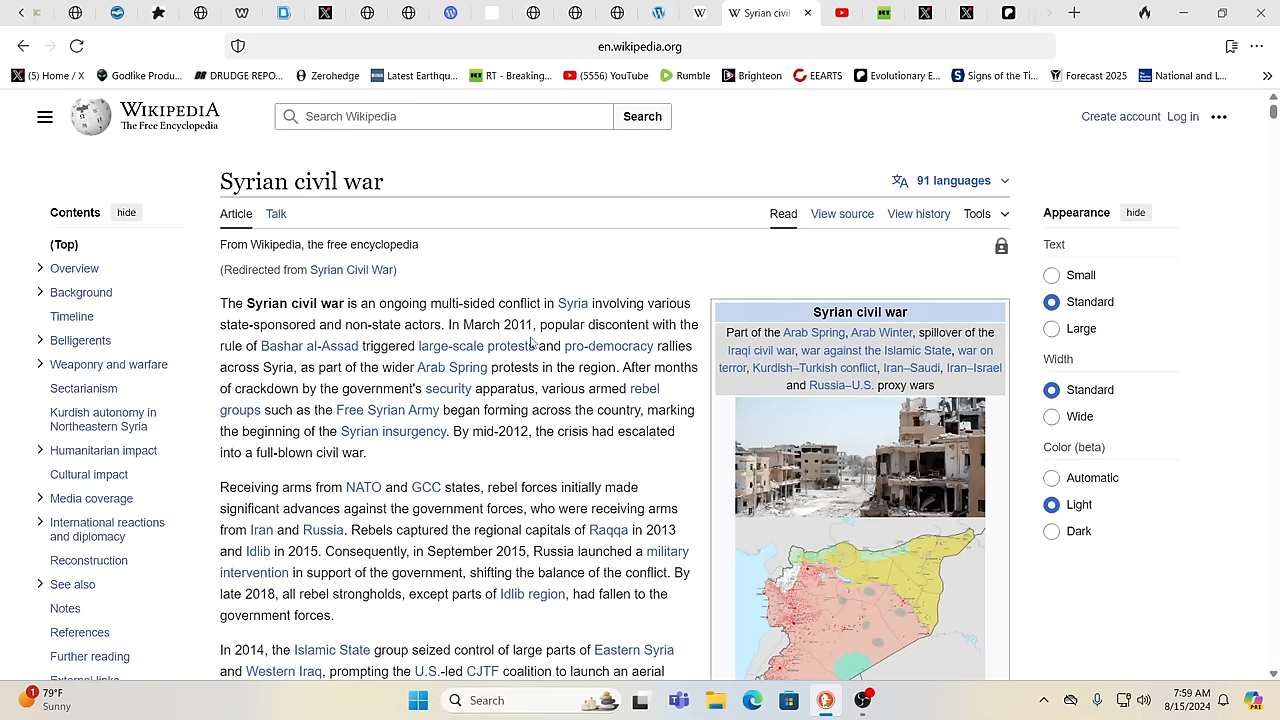 Syrian civil
en.wikipedia.org
(5) Home / X
Godlike Produ...
DRUDGE REPO...
Zerohedge
Latest Earthqu...
RT - Breaking...
(5556) YouTube
Rumble
Brighteon
EEARTS
Evolutionary E...
Signs of the Ti...
Forecast 2025
National and L...
WIKIPEDIA
The Free Encyclopedia
Search Wikipedia
Search
Create account Log in
Syrian civil war
91 languages
Contents hide
Article Talk
Read View source View history Tools
Appearance hide
(Top)
Overview
Background
Timeline
Belligerents
Weaponry and warfare
Sectarianism
Kurdish autonomy in
Northeastern Syria
Humanitarian impact
Cultural impact
Media coverage
International reactions
and diplomacy
Reconstruction
See also
Notes
References
Further reading
External links
From Wikipedia, the free encyclopedia
(Redirected from Syrian Civil War)
The Syrian civil war is an ongoing multi-sided conflict in Syria involving various
state-sponsored and non-state actors. In March 2011, popular discontent with the
rule of Bashar al-Assad triggered large-scale protests and pro-democracy rallies
across Syria, as part of the wider Arab Spring protests in the region. After months
of crackdown by the government's security apparatus, various armed rebel
groups such as the Free Syrian Army began forming across the country, marking
the beginning of the Syrian insurgency. By mid-2012, the crisis had escalated
into a full-blown civil war.
Receiving arms from NATO and GCC states, rebel forces initially made
significant advances against the government forces, who were receiving arms
from Iran and Russia. Rebels captured the regional capitals of Raqqa in 2013
and Idlib in 2015. Consequently, in September 2015, Russia launched a military
intervention in support of the government, shifting the balance of the conflict. By
late 2018, all rebel strongholds, except parts of Idlib region, had fallen to the
government forces.
In 2014, the Islamic State group seized control of large parts of Eastern Syria
and Western Iraq, prompting the U.S.-led CJTF coalition to launch an aerial
Syrian civil war
Part of the Arab Spring, Arab Winter, spillover of the
Iraqi civil war, war against the Islamic State, war on
terror, Kurdish–Turkish conflict, Iran–Saudi, Iran–Israel
and Russia–U.S. proxy wars
Text
Small
Standard
Large
Width
Standard
Wide
Color (beta)
Automatic
Light
Dark
1
79°F
Sunny
Search
7:59 AM
8/15/2024
PRE